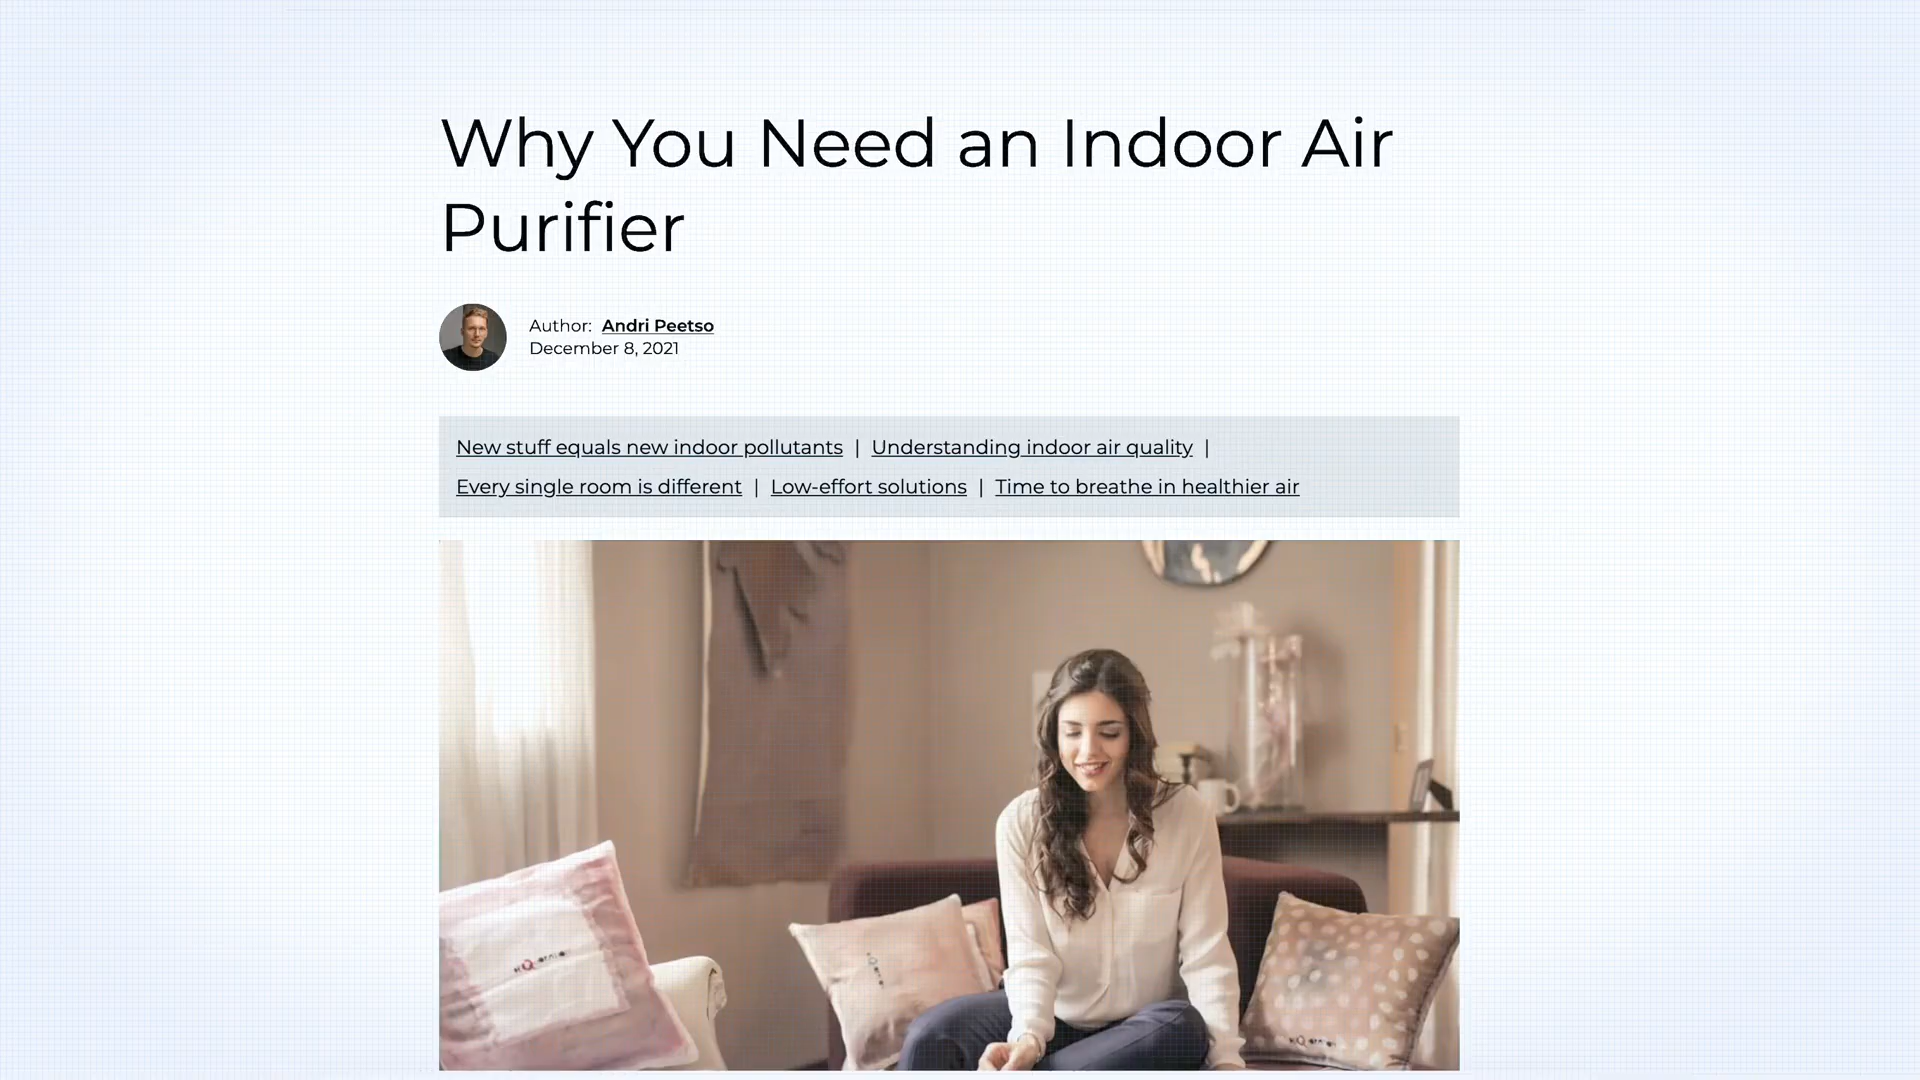 Why You Need an Indoor Air
Purifier
Author: Andri Peetso
December 8, 2021
New stuff equals new indoor pollutants | Understanding indoor air quality |
Every single room is different | Low-effort solutions | Time to breathe in healthier air